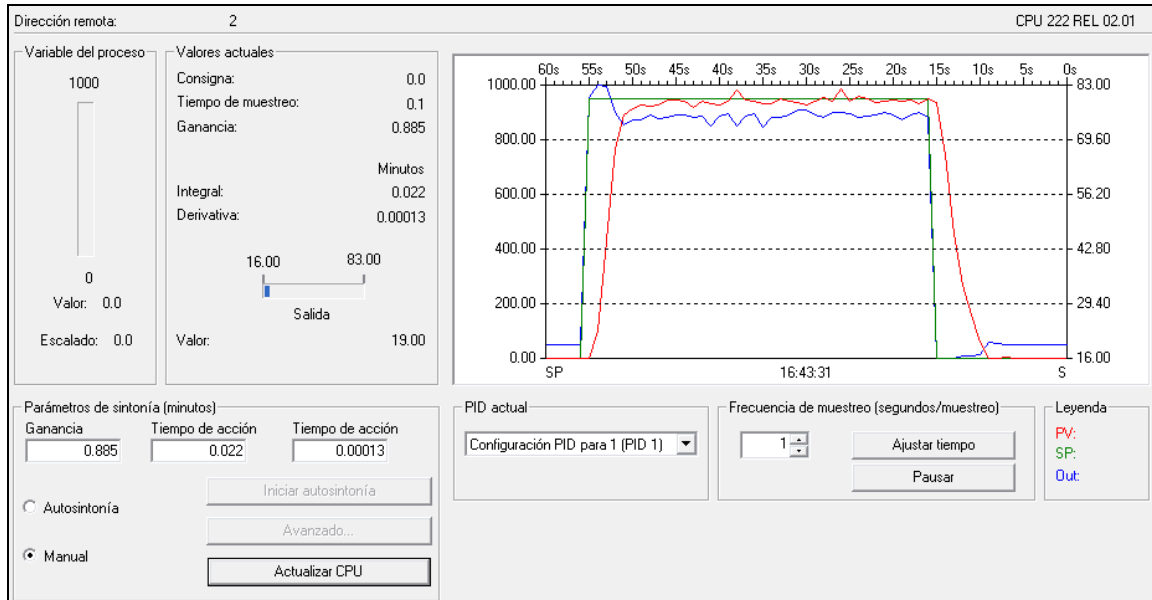 Dirección remota: 2 CPU 222 REL 02.01
Variable del proceso
1000
0
Valor: 0.0
Escalado: 0.0
Valores actuales
Consigna: 0.0
Tiempo de muestreo: 0.1
Ganancia: 0.885
Minutos
Integral: 0.022
Derivativa: 0.00013
16.00 83.00
Salida
Valor: 19.00
60s 55s 50s 45s 40s 35s 30s 25s 20s 15s 10s 5s 0s
1000.00 83.00
800.00 69.60
600.00 56.20
400.00 42.80
200.00 29.40
0.00 16.00
SP 16:43:31 S
Parámetros de sintonía (minutos)
Ganancia Tiempo de acción Tiempo de acción
0.885 0.022 0.00013
Iniciar autosintonía
Autosintonía
Avanzado...
Manual
Actualizar CPU
PID actual
Configuración PID para 1 (PID 1)
Frecuencia de muestreo (segundos/muestreo)
1 Ajustar tiempo
Pausar
Leyenda
PV:
SP:
Out: